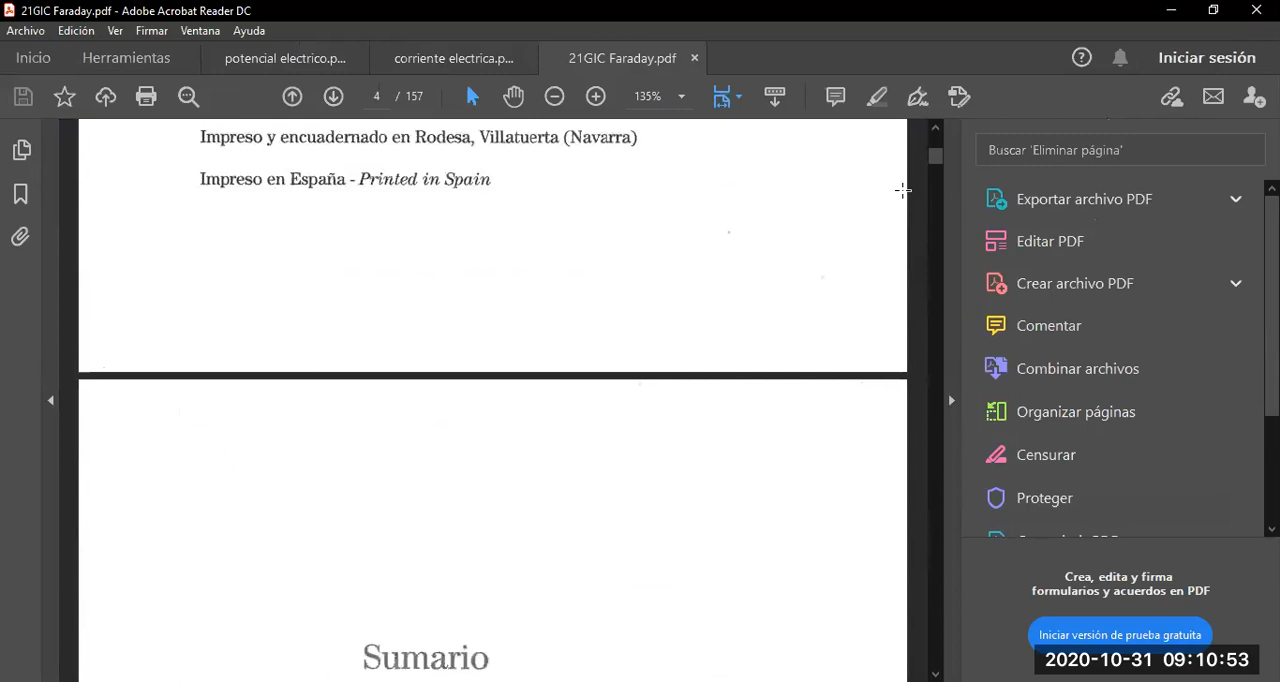 21GIC Faraday.pdf - Adobe Acrobat Reader DC
Archivo Edición Ver Firmar Ventana Ayuda
Inicio Herramientas potencial electrico.p... corriente electrica.p... 21GIC Faraday.pdf × Iniciar sesión
4 / 157 135%
Impreso y encuadernado en Rodesa, Villatuerta (Navarra)
Impreso en España - Printed in Spain
Sumario
Buscar 'Eliminar página'
Exportar archivo PDF
Editar PDF
Crear archivo PDF
Comentar
Combinar archivos
Organizar páginas
Censurar
Proteger
Crea, edita y firma
formularios y acuerdos en PDF
Iniciar versión de prueba gratuita
2020-10-31 09:10:53